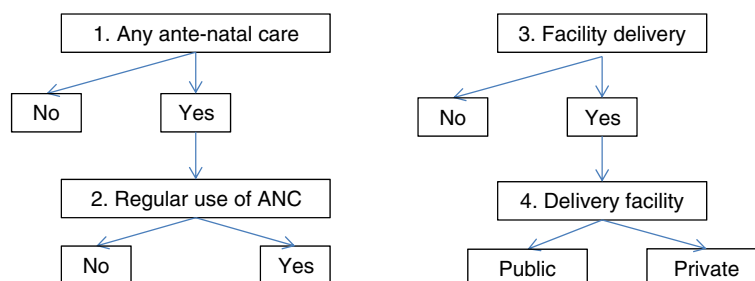 1. Any ante-natal care
No
Yes
2. Regular use of ANC
No
Yes
3. Facility delivery
No
Yes
4. Delivery facility
Public
Private